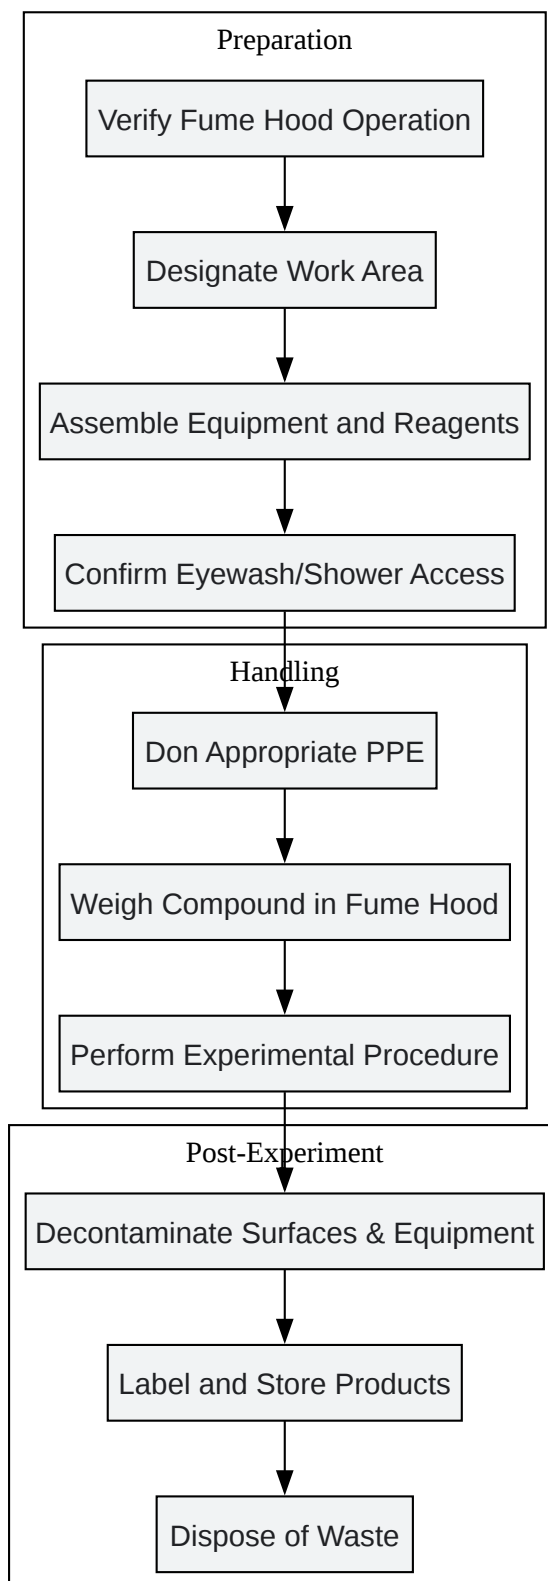 Preparation
Verify Fume Hood Operation
Designate Work Area
Assemble Equipment and Reagents
Confirm Eyewash/Shower Access
Handling
Don Appropriate PPE
Weigh Compound in Fume Hood
Perform Experimental Procedure
Post-Experiment
Decontaminate Surfaces & Equipment
Label and Store Products
Dispose of Waste